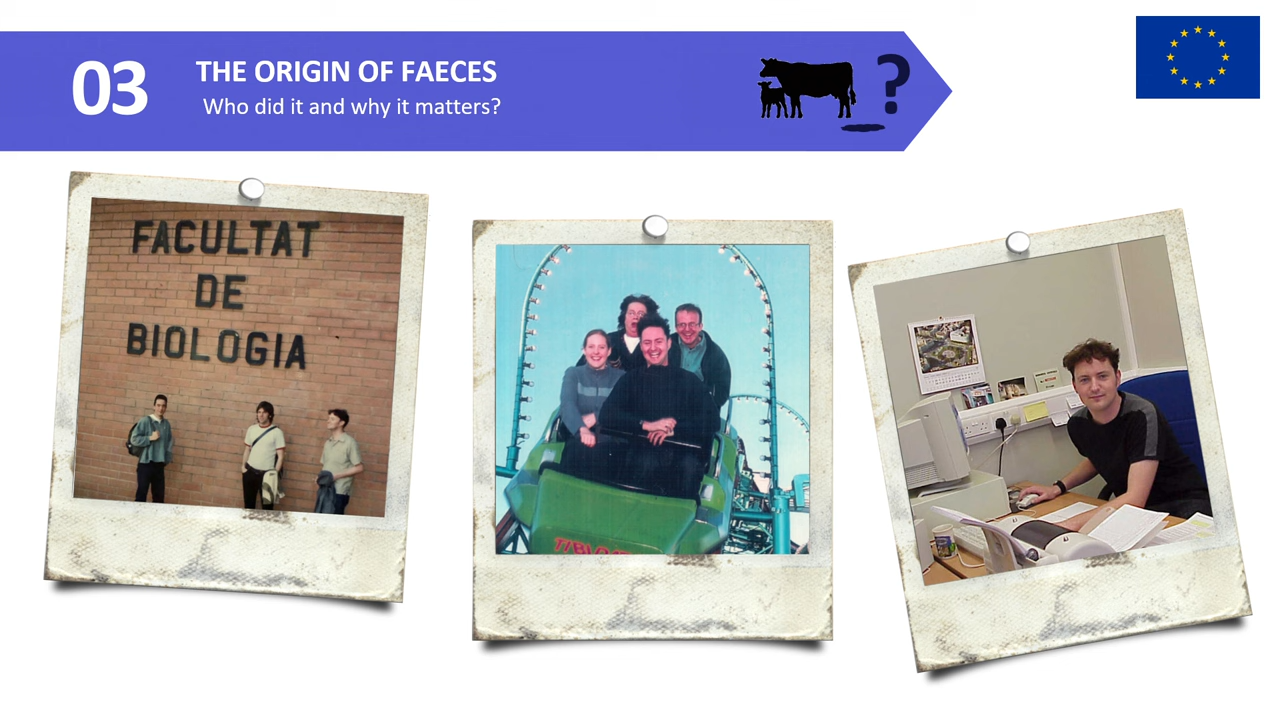 03
THE ORIGIN OF FAECES
Who did it and why it matters?
?
FACULTAT
DE
BIOLOGIA